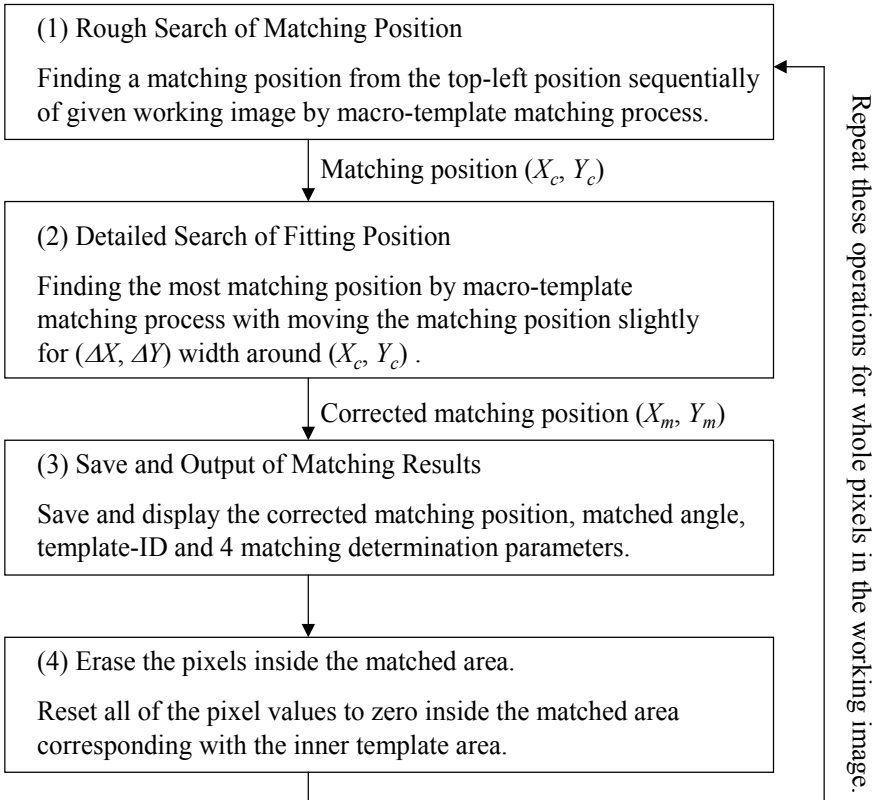 (1) Rough Search of Matching Position
Finding a matching position from the top-left position sequentially
of given working image by macro-template matching process.
Matching position (Xc, Yc)
(2) Detailed Search of Fitting Position
Finding the most matching position by macro-template
matching process with moving the matching position slightly
for (ΔX, ΔY) width around (Xc, Yc) .
Corrected matching position (Xm, Ym)
(3) Save and Output of Matching Results
Save and display the corrected matching position, matched angle,
template-ID and 4 matching determination parameters.
(4) Erase the pixels inside the matched area.
Reset all of the pixel values to zero inside the matched area
corresponding with the inner template area.
Repeat these operations for whole pixels in the working image.